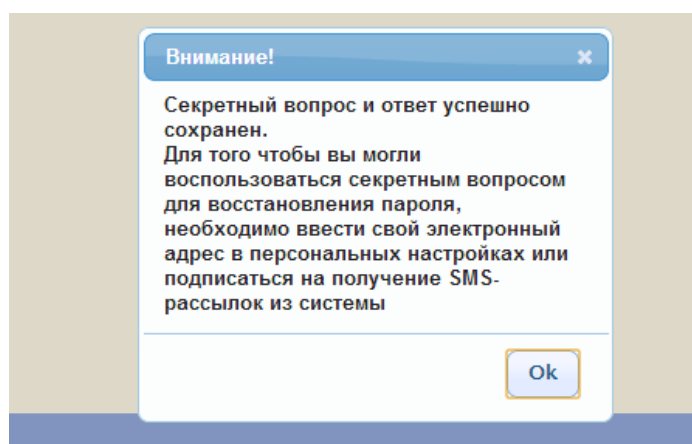 Внимание!
Секретный вопрос и ответ успешно
сохранен.
Для того чтобы вы могли
воспользоваться секретным вопросом
для восстановления пароля,
необходимо ввести свой электронный
адрес в персональных настройках или
подписаться на получение SMS-
рассылок из системы
Ok